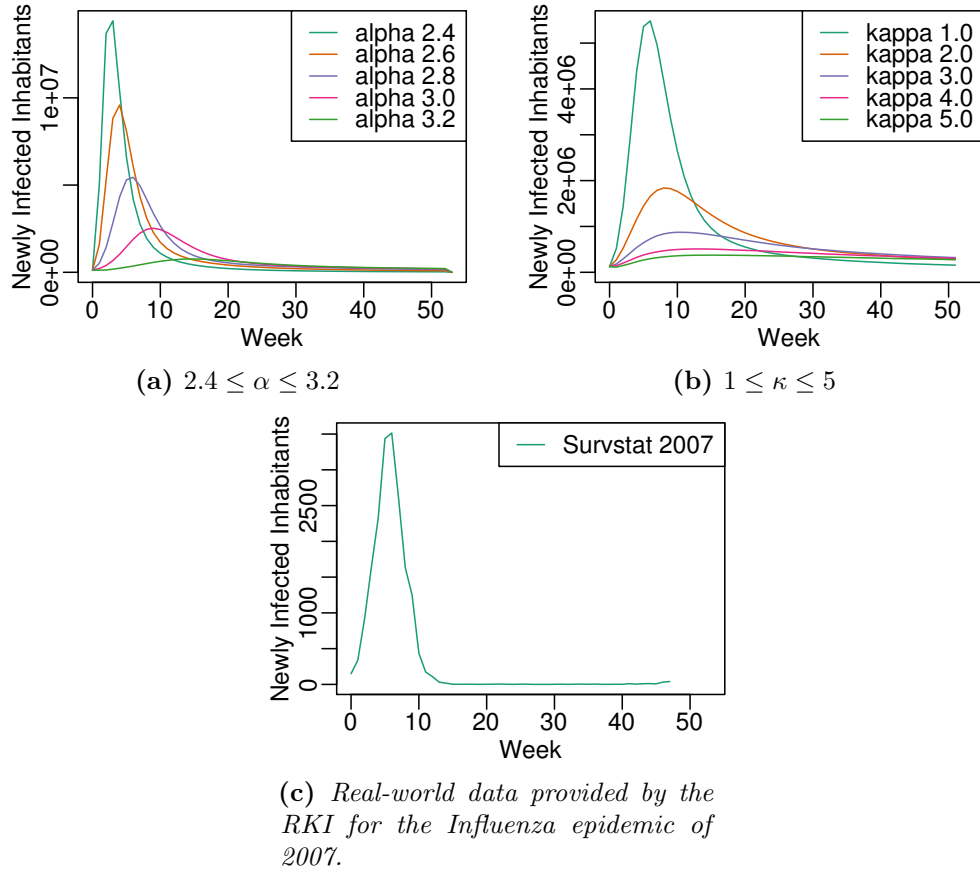 Newly Infected Inhabitants
0e+00
1e+07
alpha 2.4
alpha 2.6
alpha 2.8
alpha 3.0
alpha 3.2
0 10 20 30 40 50
Week
(a) 2.4 ≤ α ≤ 3.2
Newly Infected Inhabitants
0e+00
2e+06
4e+06
kappa 1.0
kappa 2.0
kappa 3.0
kappa 4.0
kappa 5.0
0 10 20 30 40 50
Week
(b) 1 ≤ κ ≤ 5
Newly Infected Inhabitants
0
1000
2500
Survstat 2007
0 10 20 30 40 50
Week
(c) Real-world data provided by the
RKI for the Influenza epidemic of
2007.